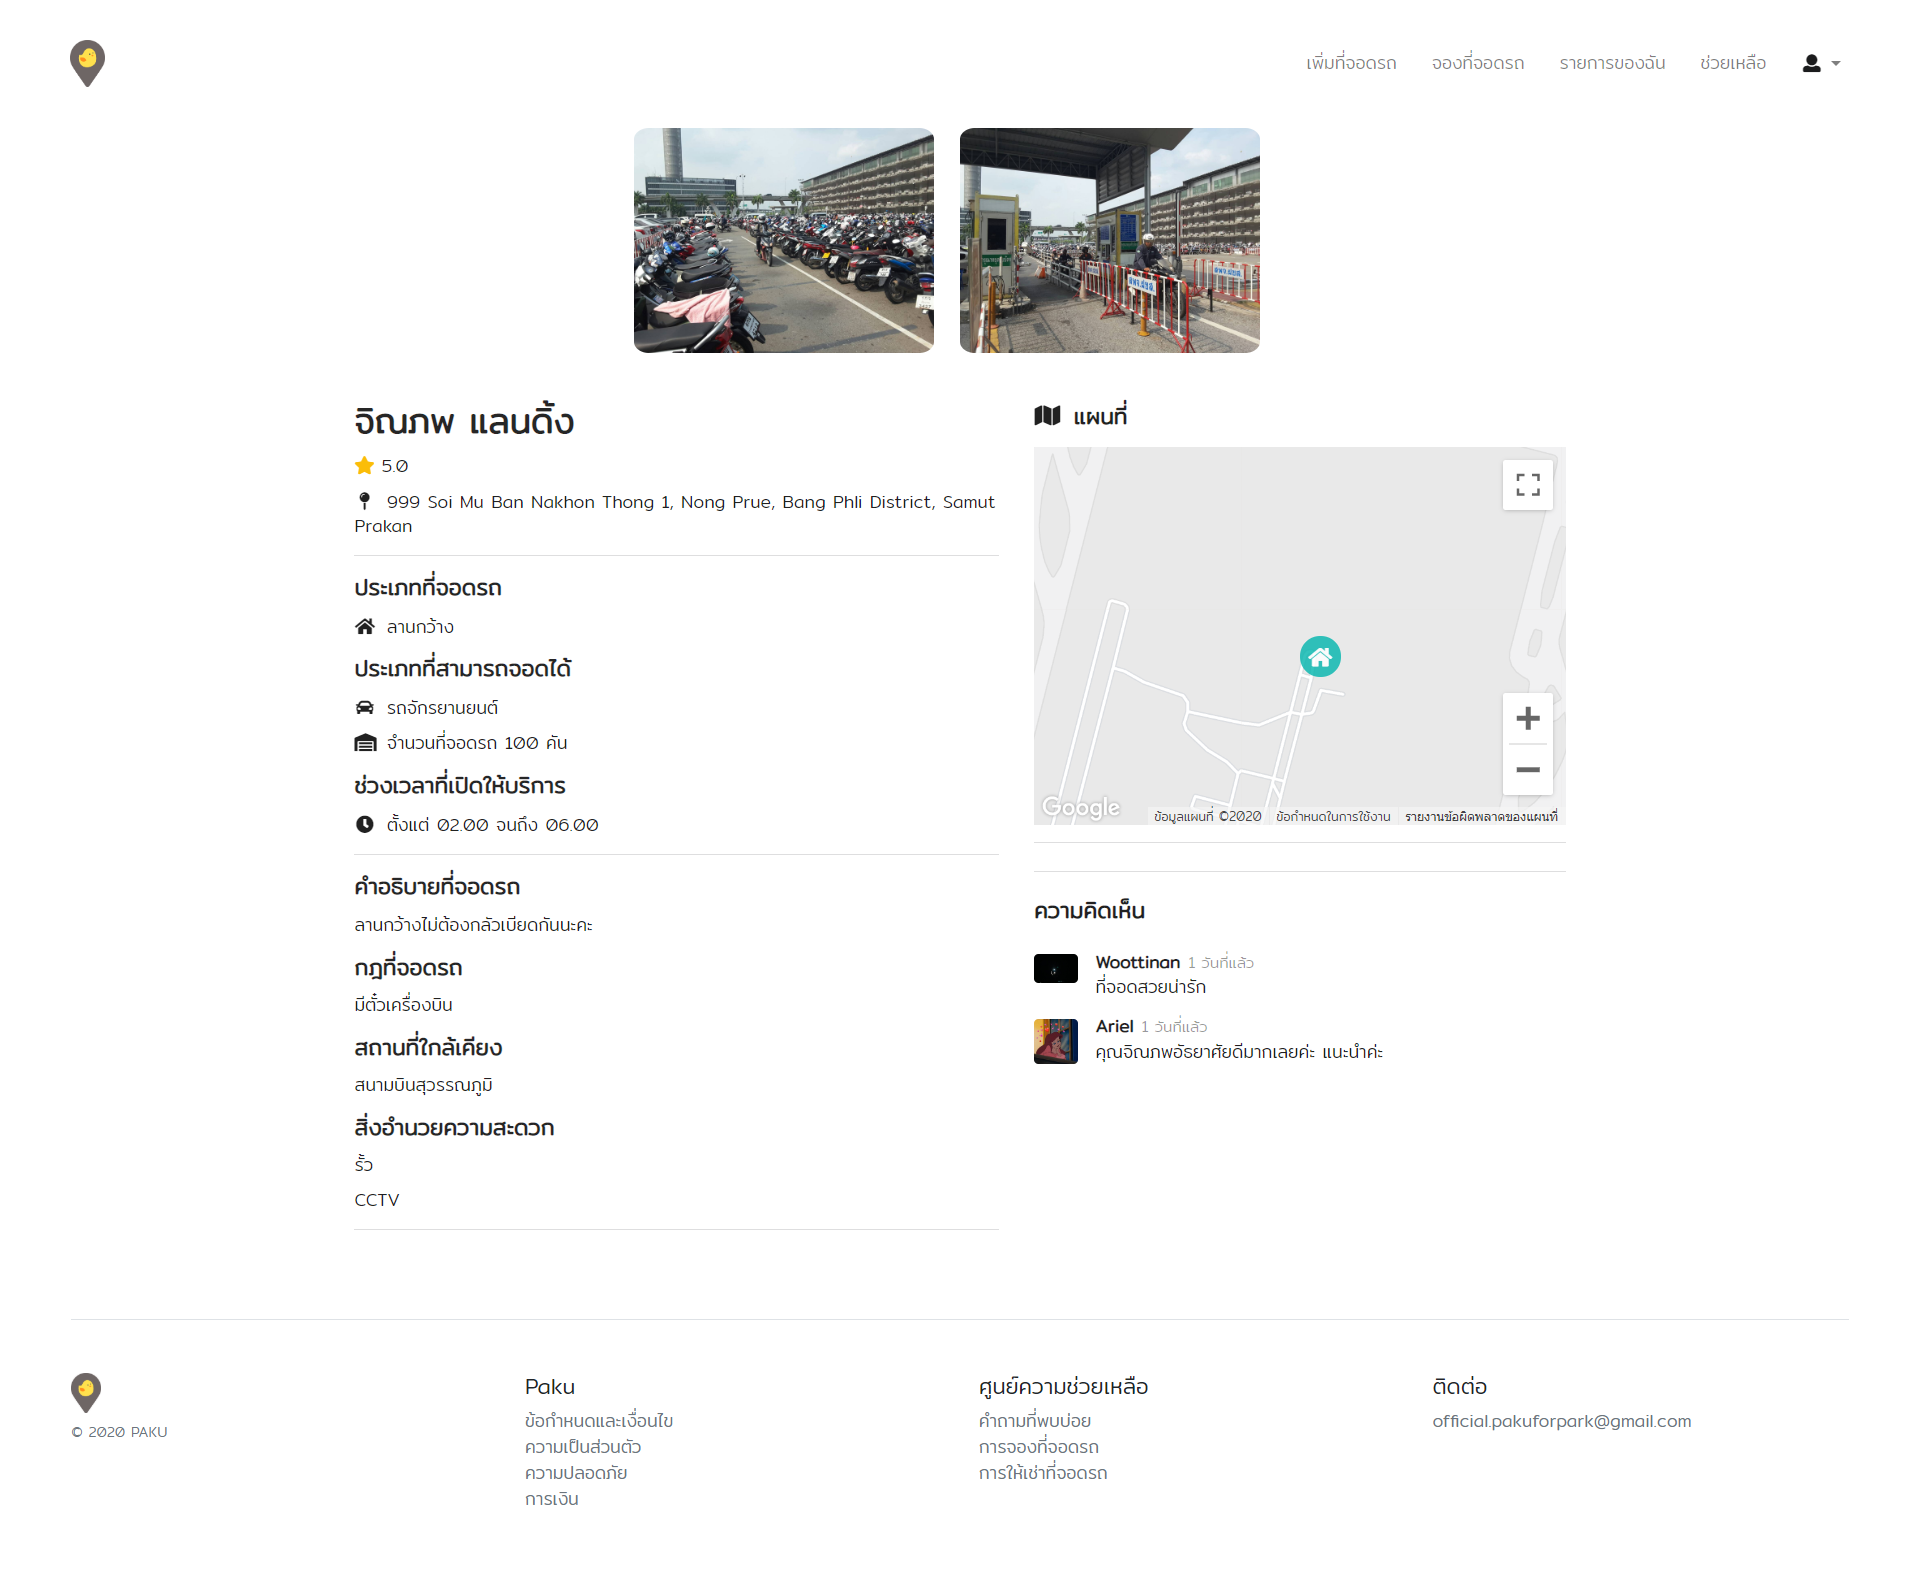 เพิ่มที่จอดรถ
จองที่จอดรถ
รายการของฉัน
ช่วยเหลือ
จิณภพ แลนดิ้ง
5.0
999 Soi Mu Ban Nakhon Thong 1, Nong Prue, Bang Phli District, Samut
Prakan
ประเภทที่จอดรถ
ลานกว้าง
ประเภทที่สามารถจอดได้
รถจักรยานยนต์
จำนวนที่จอดรถ 100 คัน
ช่วงเวลาที่เปิดให้บริการ
ตั้งแต่ 02.00 จนถึง 06.00
คำอธิบายที่จอดรถ
ลานกว้างไม่ต้องกลัวเบียดกันนะคะ
กฎที่จอดรถ
มีตั๋วเครื่องบิน
สถานที่ใกล้เคียง
สนามบินสุวรรณภูมิ
สิ่งอำนวยความสะดวก
รั้ว
CCTV
แผนที่
Google
ข้อมูลแผนที่ ©2020
ข้อกำหนดในการใช้งาน
รายงานข้อผิดพลาดของแผนที่
ความคิดเห็น
Woottinan 1 วันที่แล้ว
ที่จอดสวยน่ารัก
Ariel 1 วันที่แล้ว
คุณจิณภพอัธยาศัยดีมากเลยค่ะ แนะนำค่ะ
© 2020 PAKU
Paku
ข้อกำหนดและเงื่อนไข
ความเป็นส่วนตัว
ความปลอดภัย
การเงิน
ศูนย์ความช่วยเหลือ
คำถามที่พบบ่อย
การจองที่จอดรถ
การให้เช่าที่จอดรถ
ติดต่อ
official.pakuforpark@gmail.com